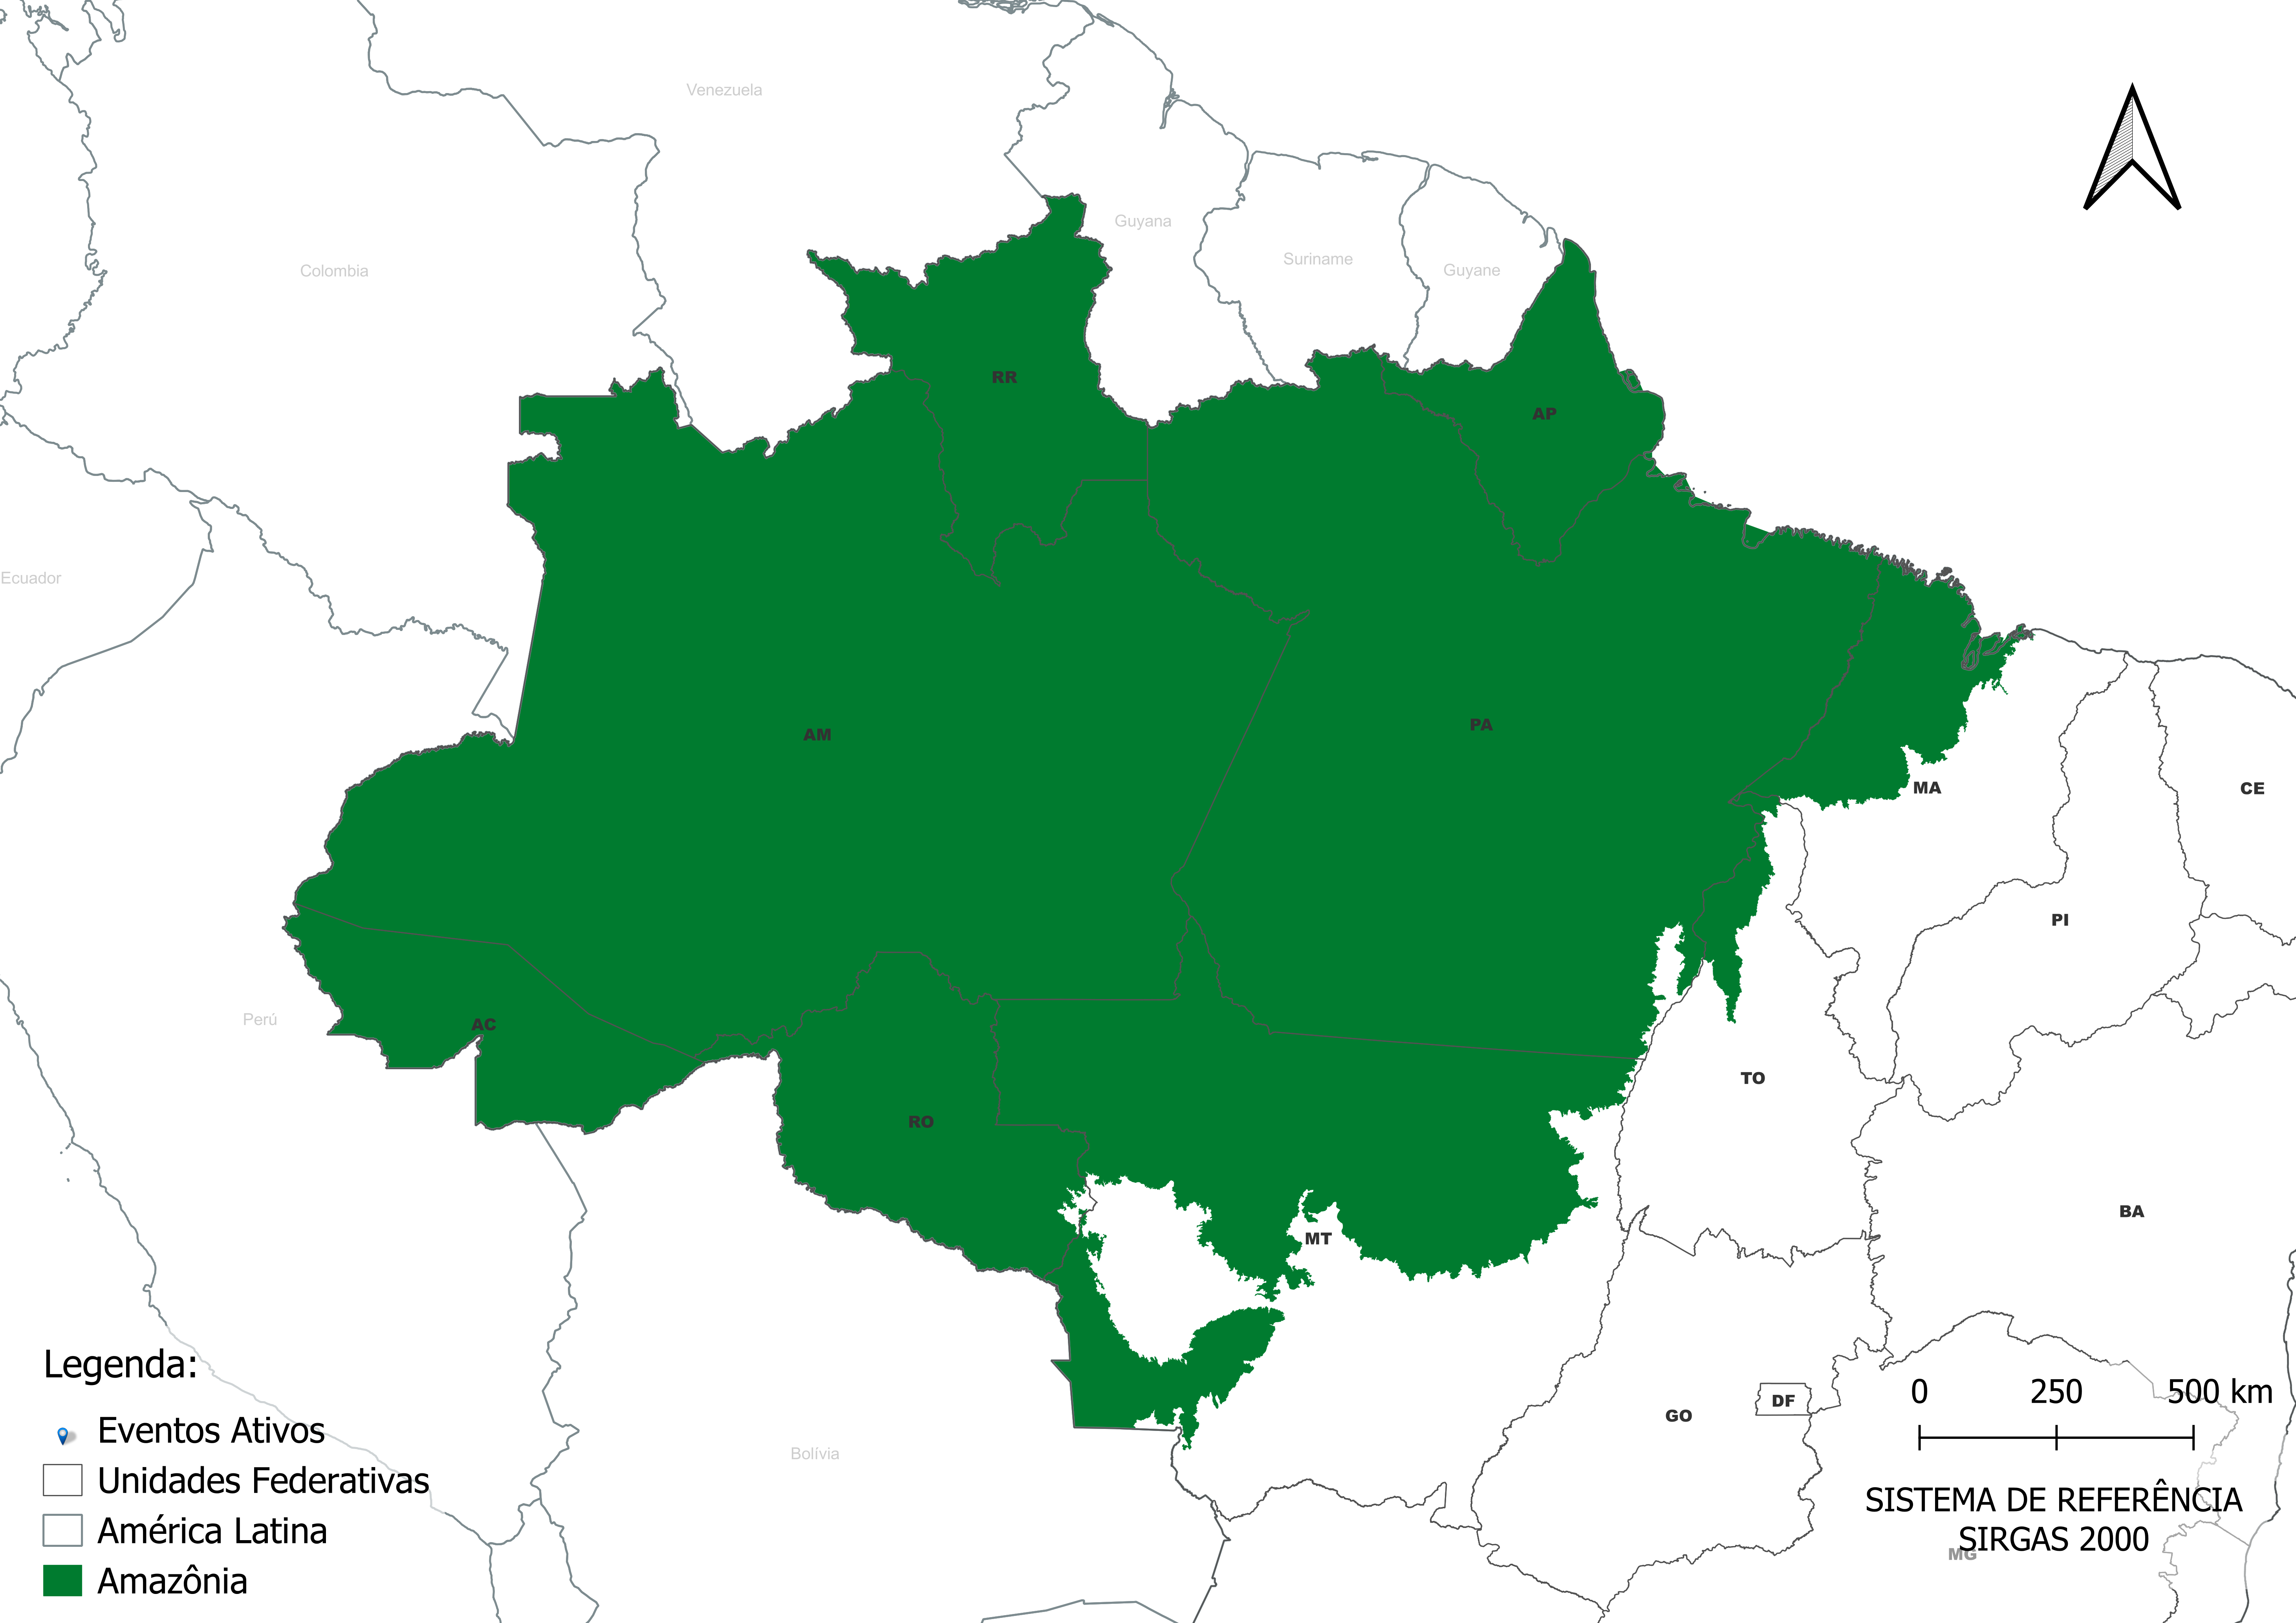 Venezuela
Guyana
Suriname
Guyane
Colombia
RR
AP
Ecuador
AM
PA
MA
CE
PI
Perú
AC
TO
RO
BA
MT
DF
GO
Bolívia
MG
Legenda:
Eventos Ativos
Unidades Federativas
América Latina
Amazônia
0 250 500 km
SISTEMA DE REFERÊNCIA
SIRGAS 2000